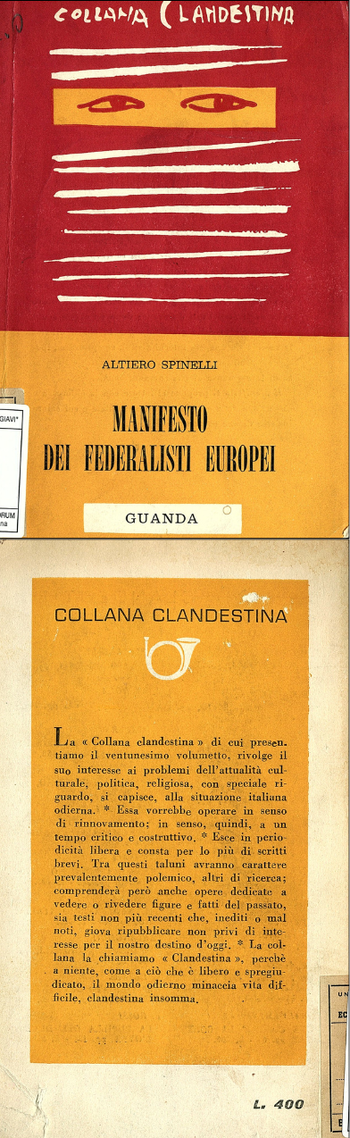 COLLANA CLANDESTINA
ALTIERO SPINELLI
MANIFESTO
DEI FEDERALISTI EUROPEI
GIAVI"
ORUM
na
GUANDA
COLLANA CLANDESTINA
La « Collana clandestina » di cui presen-
tiamo il ventunesimo volumetto, rivolge il
suo interesse ai problemi dell'attualità cul-
turale, politica, religiosa, con speciale ri-
guardo, si capisce, alla situazione italiana
odierna. * Essa vorrebbe operare in senso
di rinnovamento; in senso, quindi, a un
tempo critico e costruttivo. * Esce in perio-
dicità libera e consta per lo più di scritti
brevi. Tra questi taluni avranno carattere
prevalentemente polemico, altri di ricerca;
comprenderà però anche opere dedicate a
vedere o rivedere figure e fatti del passato,
sia testi non più recenti che, inediti o mal
noti, giova ripubblicare non privi di inte-
resse per il nostro destino d'oggi. * La col-
lana la chiamiamo « Clandestina », perchè
a niente, come a ciò che è libero e spregiu-
dicato, il mondo odierno minaccia vita dif-
ficile, clandestina insomma.
UN
EC
L. 400